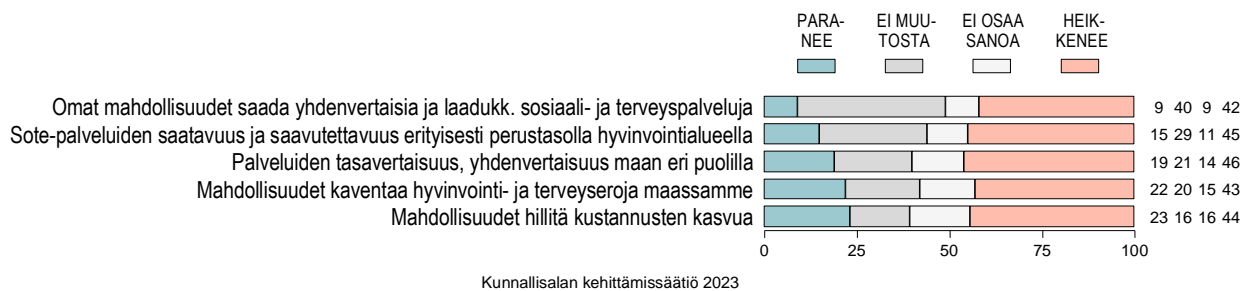 PARA-
NEE
EI MUU-
TOSTA
EI OSAA
SANOA
HEIK-
KENEE
Omat mahdollisuudet saada yhdenvertaisia ja laadukk. sosiaali- ja terveyspalveluja 9 40 9 42
Sote-palveluiden saatavuus ja saavutettavuus erityisesti perustasolla hyvinvointialueella 15 29 11 45
Palveluiden tasavertaisuus, yhdenvertaisuus maan eri puolilla 19 21 14 46
Mahdollisuudet kaventaa hyvinvointi- ja terveyseroja maassamme 22 20 15 43
Mahdollisuudet hillitä kustannusten kasvua 23 16 16 44
0 25 50 75 100
Kunnallisalan kehittämissäätiö 2023